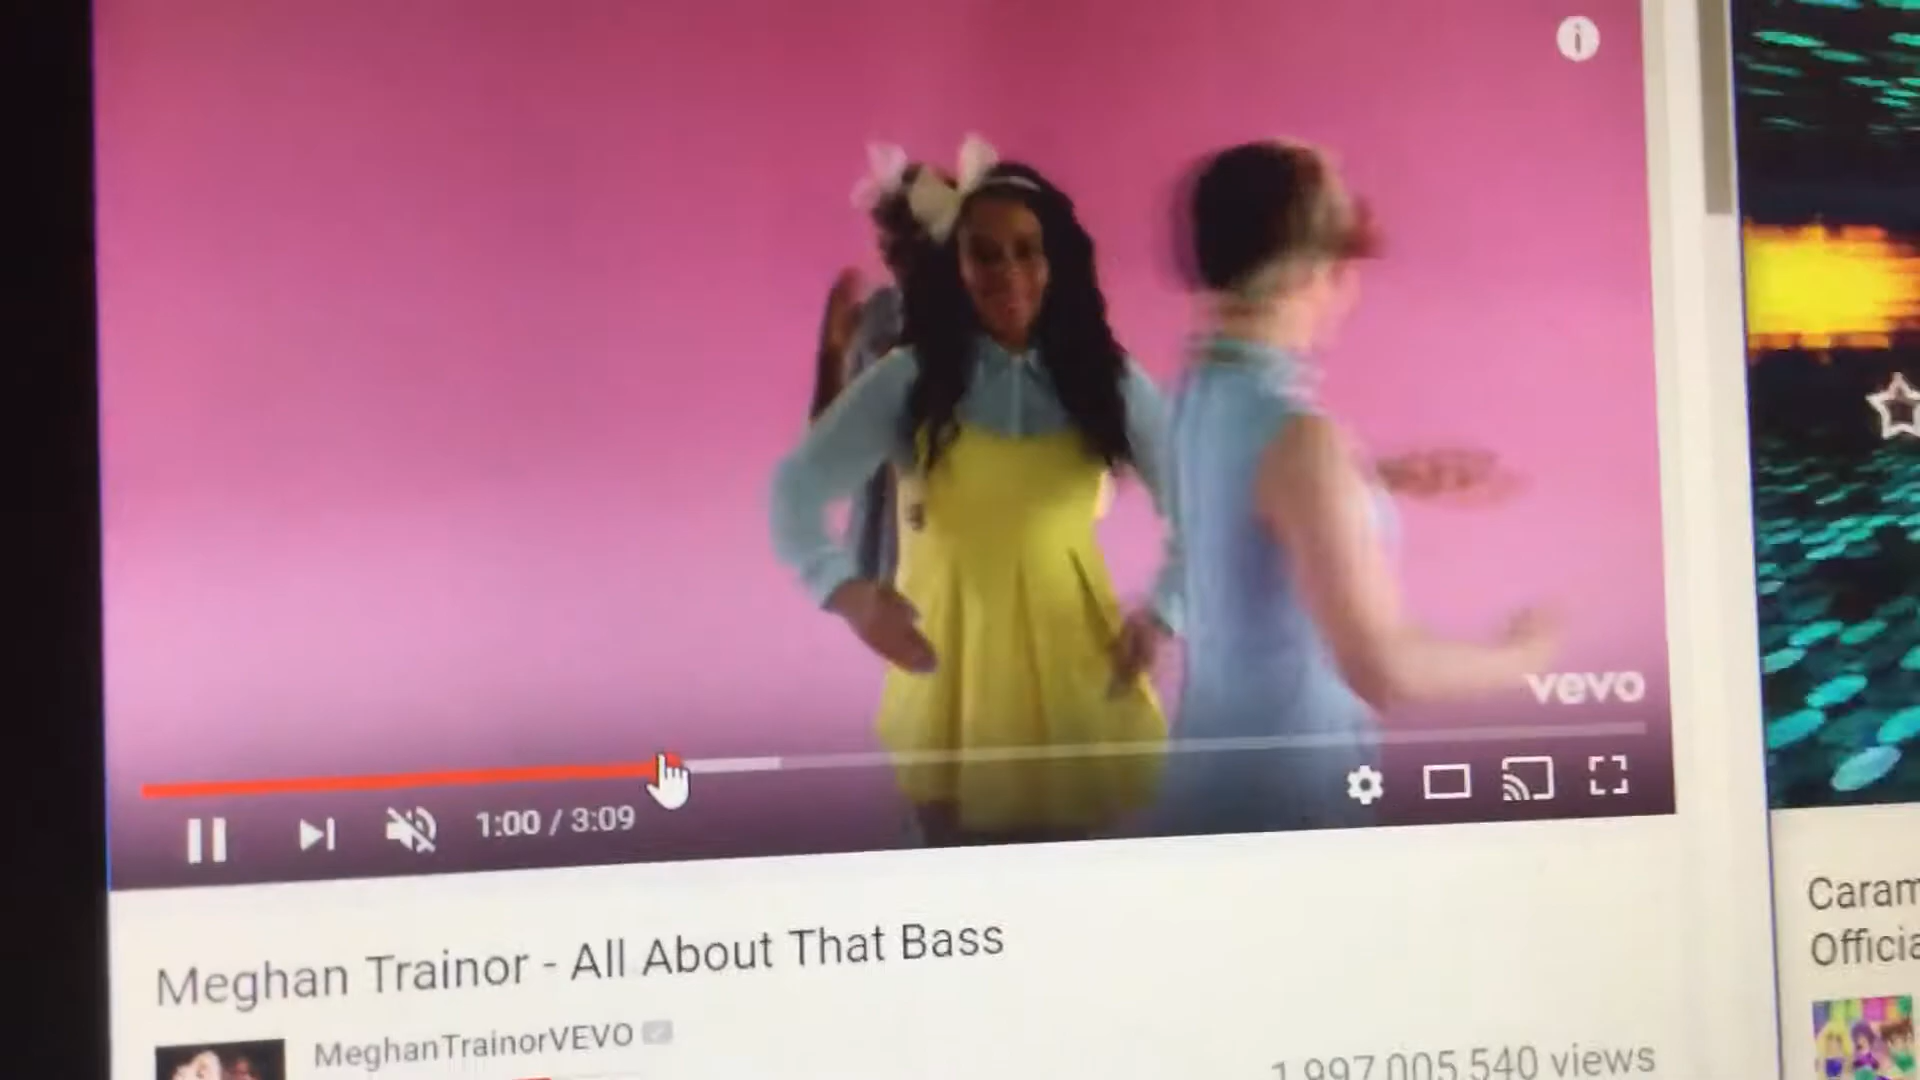 vevo
1:00 / 3:09
Meghan Trainor - All About That Bass
MeghanTrainorVEVO
1,997,005,540 views
Caram
Officia